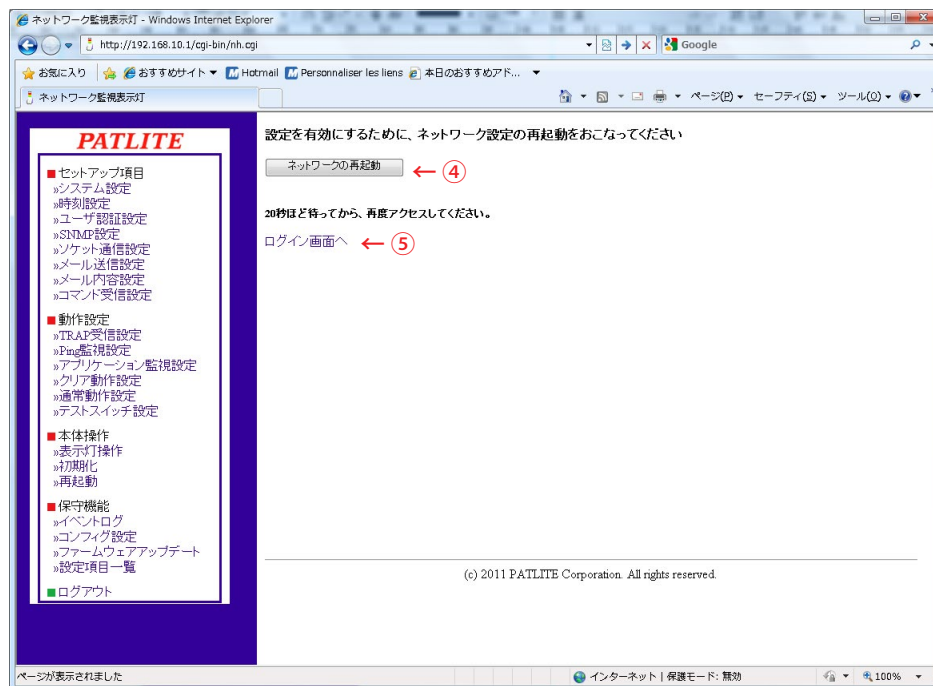 ネットワーク監視表示灯 - Windows Internet Explorer
http://192.168.10.1/cgi-bin/nh.cgi
Google
お気に入り おすすめサイト ▼ Hotmail Personnaliser les liens 本日のおすすめアド... ▼
ネットワーク監視表示灯
ページ(P) セーフティ(S) ツール(O)
PATLITE
■セットアップ項目
»システム設定
»時刻設定
»ユーザ認証設定
»SNMP設定
»ソケット通信設定
»メール送信設定
»メール内容設定
»コマンド受信設定
■動作設定
»TRAP受信設定
»Ping監視設定
»アプリケーション監視設定
»クリア動作設定
»通常動作設定
»テストスイッチ設定
■本体操作
»表示灯操作
»初期化
»再起動
■保守機能
»イベントログ
»コンフィグ設定
»ファームウェアアップデート
»設定項目一覧
■ログアウト
設定を有効にするために、ネットワーク設定の再起動をおこなってください
ネットワークの再起動 ← ④
20秒ほど待ってから、再度アクセスしてください。
ログイン画面へ ← ⑤
(c) 2011 PATLITE Corporation. All rights reserved.
ページが表示されました インターネット | 保護モード: 無効 100%